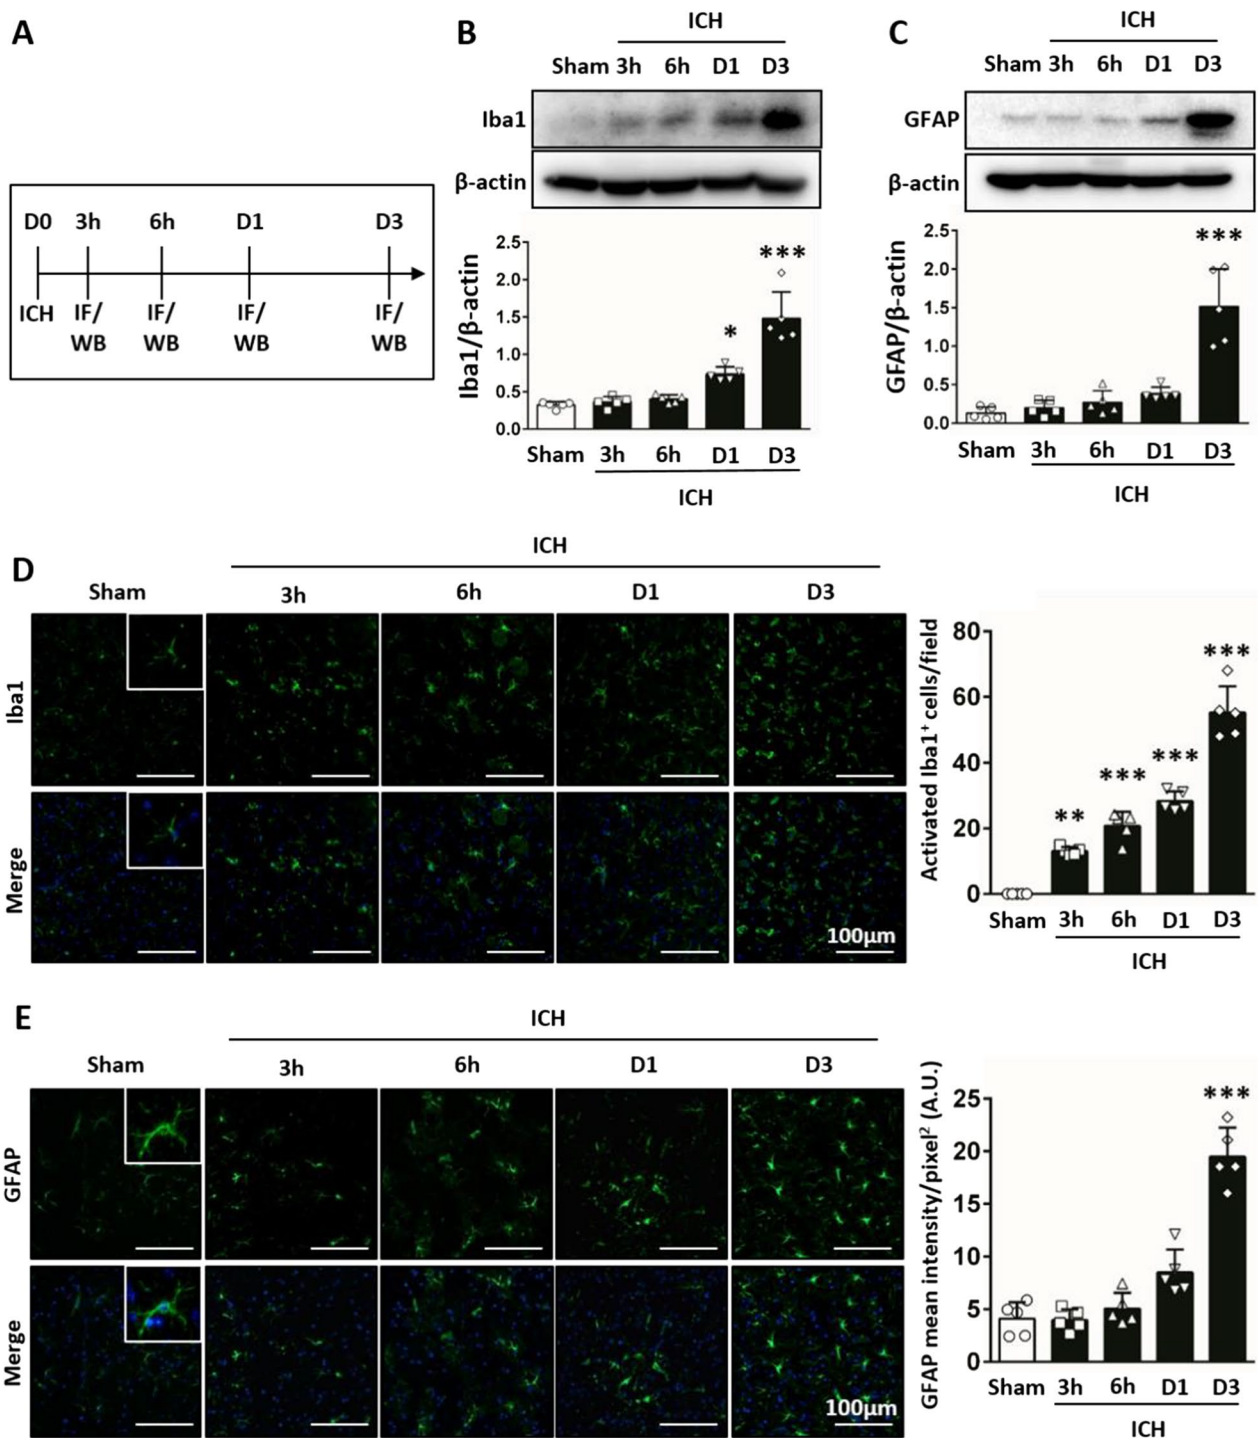 A
D0 3h 6h D1 D3
ICH IF/ IF/ IF/ IF/
WB WB WB WB
B
ICH
Sham 3h 6h D1 D3
Iba1
β-actin
Iba1/β-actin
2.5
2.0
1.5
1.0
0.5
0.0
*
***
Sham 3h 6h D1 D3
ICH
C
ICH
Sham 3h 6h D1 D3
GFAP
β-actin
GFAP/β-actin
2.5
2.0
1.5
1.0
0.5
0.0
***
Sham 3h 6h D1 D3
ICH
D
ICH
Sham 3h 6h D1 D3
Iba1
Merge
100μm
Activated Iba1⁺ cells/field
80
60
40
20
0
** *** *** ***
Sham 3h 6h D1 D3
ICH
E
ICH
Sham 3h 6h D1 D3
GFAP
Merge
100μm
GFAP mean intensity/pixel² (A.U.)
25
20
15
10
5
0
***
Sham 3h 6h D1 D3
ICH